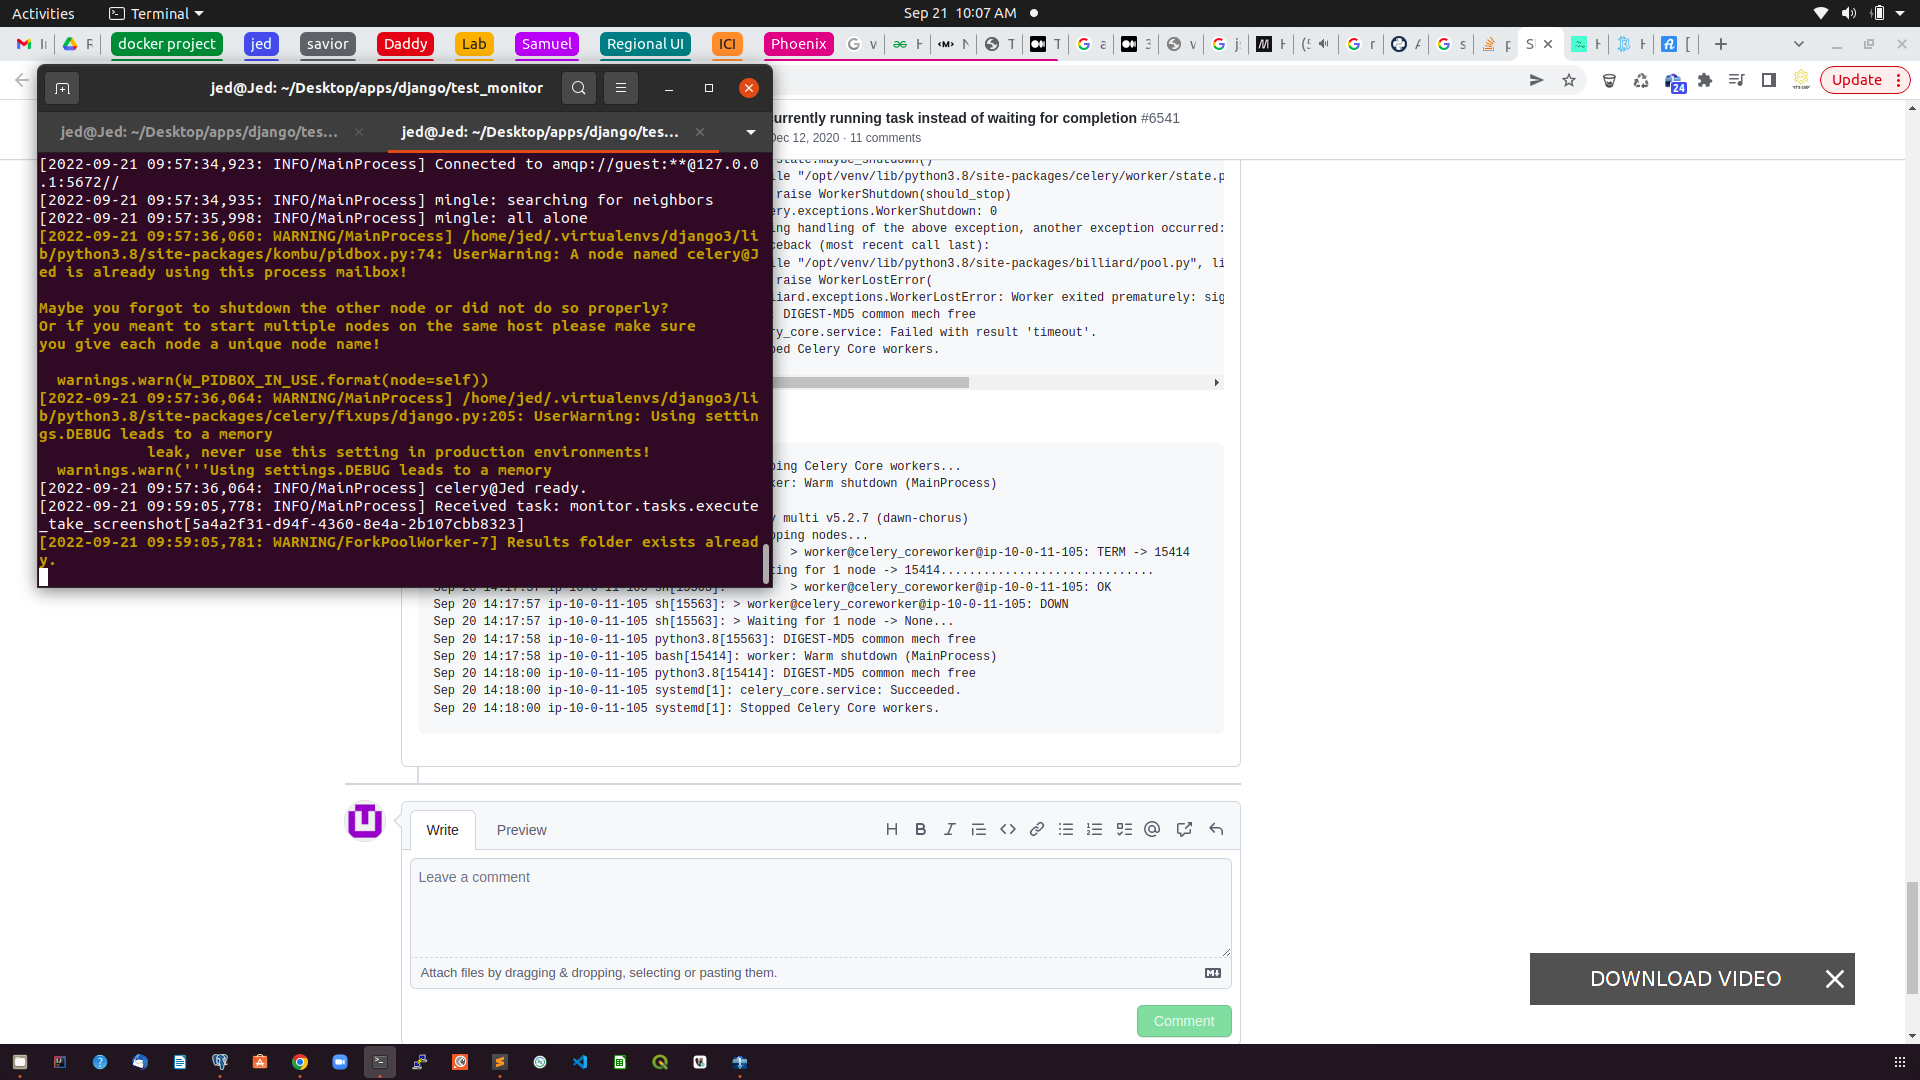 Activities
Terminal
Sep 21 10:07 AM
docker project
jed
savior
Daddy
Lab
Samuel
Regional UI
ICI
Phoenix
24
Update
jed@Jed: ~/Desktop/apps/django/test_monitor
jed@Jed: ~/Desktop/apps/django/tes...
jed@Jed: ~/Desktop/apps/django/tes...
[2022-09-21 09:57:34,923: INFO/MainProcess] Connected to amqp://guest:**@127.0.0
.1:5672//
[2022-09-21 09:57:34,935: INFO/MainProcess] mingle: searching for neighbors
[2022-09-21 09:57:35,998: INFO/MainProcess] mingle: all alone
[2022-09-21 09:57:36,060: WARNING/MainProcess] /home/jed/.virtualenvs/django3/li
b/python3.8/site-packages/kombu/pidbox.py:74: UserWarning: A node named celery@J
ed is already using this process mailbox!
Maybe you forgot to shutdown the other node or did not do so properly?
Or if you meant to start multiple nodes on the same host please make sure
you give each node a unique node name!
warnings.warn(W_PIDBOX_IN_USE.format(node=self))
[2022-09-21 09:57:36,064: WARNING/MainProcess] /home/jed/.virtualenvs/django3/li
b/python3.8/site-packages/celery/fixups/django.py:205: UserWarning: Using settin
gs.DEBUG leads to a memory
leak, never use this setting in production environments!
warnings.warn('''Using settings.DEBUG leads to a memory
[2022-09-21 09:57:36,064: INFO/MainProcess] celery@Jed ready.
[2022-09-21 09:59:05,778: INFO/MainProcess] Received task: monitor.tasks.execute
_take_screenshot[5a4a2f31-d94f-4360-8e4a-2b107cbb8323]
[2022-09-21 09:59:05,781: WARNING/ForkPoolWorker-7] Results folder exists alread
y.
urrently running task instead of waiting for completion #6541
Dec 12, 2020 · 11 comments
state.maybe_shutdown()
ile "/opt/venv/lib/python3.8/site-packages/celery/worker/state.p
raise WorkerShutdown(should_stop)
ery.exceptions.WorkerShutdown: 0
ing handling of the above exception, another exception occurred:
ceback (most recent call last):
ile "/opt/venv/lib/python3.8/site-packages/billiard/pool.py", li
raise WorkerLostError(
liard.exceptions.WorkerLostError: Worker exited prematurely: sig
: DIGEST-MD5 common mech free
ry_core.service: Failed with result 'timeout'.
ped Celery Core workers.
ping Celery Core workers...
ker: Warm shutdown (MainProcess)
y multi v5.2.7 (dawn-chorus)
pping nodes...
> worker@celery_coreworker@ip-10-0-11-105: TERM -> 15414
ting for 1 node -> 15414..............................
Sep 20 14:17:57 ip-10-0-11-105 sh[15563]: > worker@celery_coreworker@ip-10-0-11-105: OK
Sep 20 14:17:57 ip-10-0-11-105 sh[15563]: > worker@celery_coreworker@ip-10-0-11-105: DOWN
Sep 20 14:17:57 ip-10-0-11-105 sh[15563]: > Waiting for 1 node -> None...
Sep 20 14:17:58 ip-10-0-11-105 python3.8[15563]: DIGEST-MD5 common mech free
Sep 20 14:17:58 ip-10-0-11-105 bash[15414]: worker: Warm shutdown (MainProcess)
Sep 20 14:18:00 ip-10-0-11-105 python3.8[15414]: DIGEST-MD5 common mech free
Sep 20 14:18:00 ip-10-0-11-105 systemd[1]: celery_core.service: Succeeded.
Sep 20 14:18:00 ip-10-0-11-105 systemd[1]: Stopped Celery Core workers.
Write
Preview
Leave a comment
Attach files by dragging & dropping, selecting or pasting them.
Comment
DOWNLOAD VIDEO